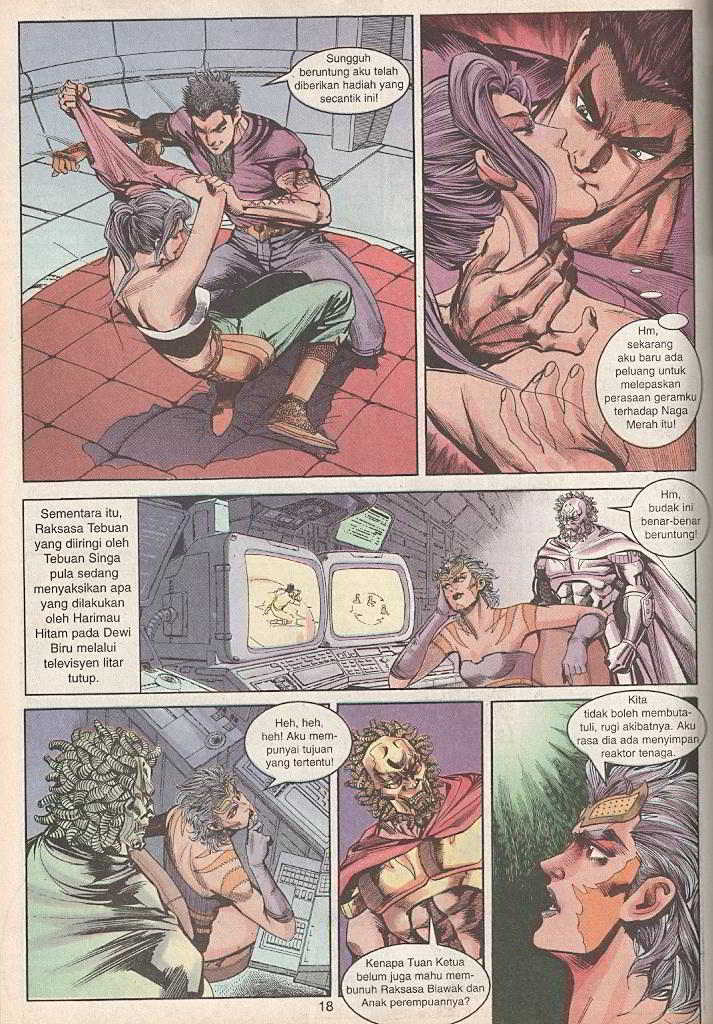 Sungguh
beruntung aku telah
diberikan hadiah yang
secantik ini!
Hm,
sekarang
aku baru ada
peluang untuk
melepaskan
perasaan geramku
terhadap Naga
Merah itu!
Sementara itu,
Raksasa Tebuan
yang diiringi oleh
Tebuan Singa
pula sedang
menyaksikan apa
yang dilakukan
oleh Harimau
Hitam pada Dewi
Biru melalui
televisyen litar
tutup.
Hm,
budak ini
benar-benar
beruntung!
Heh, heh,
heh! Aku mem-
punyai tujuan
yang tertentu!
Kenapa Tuan Ketua
belum juga mahu mem-
bunuh Raksasa Biawak dan
Anak perempuannya?
Kita
tidak boleh membuta-
tuli, rugi akibatnya. Aku
rasa dia ada menyimpan
reaktor tenaga.
18